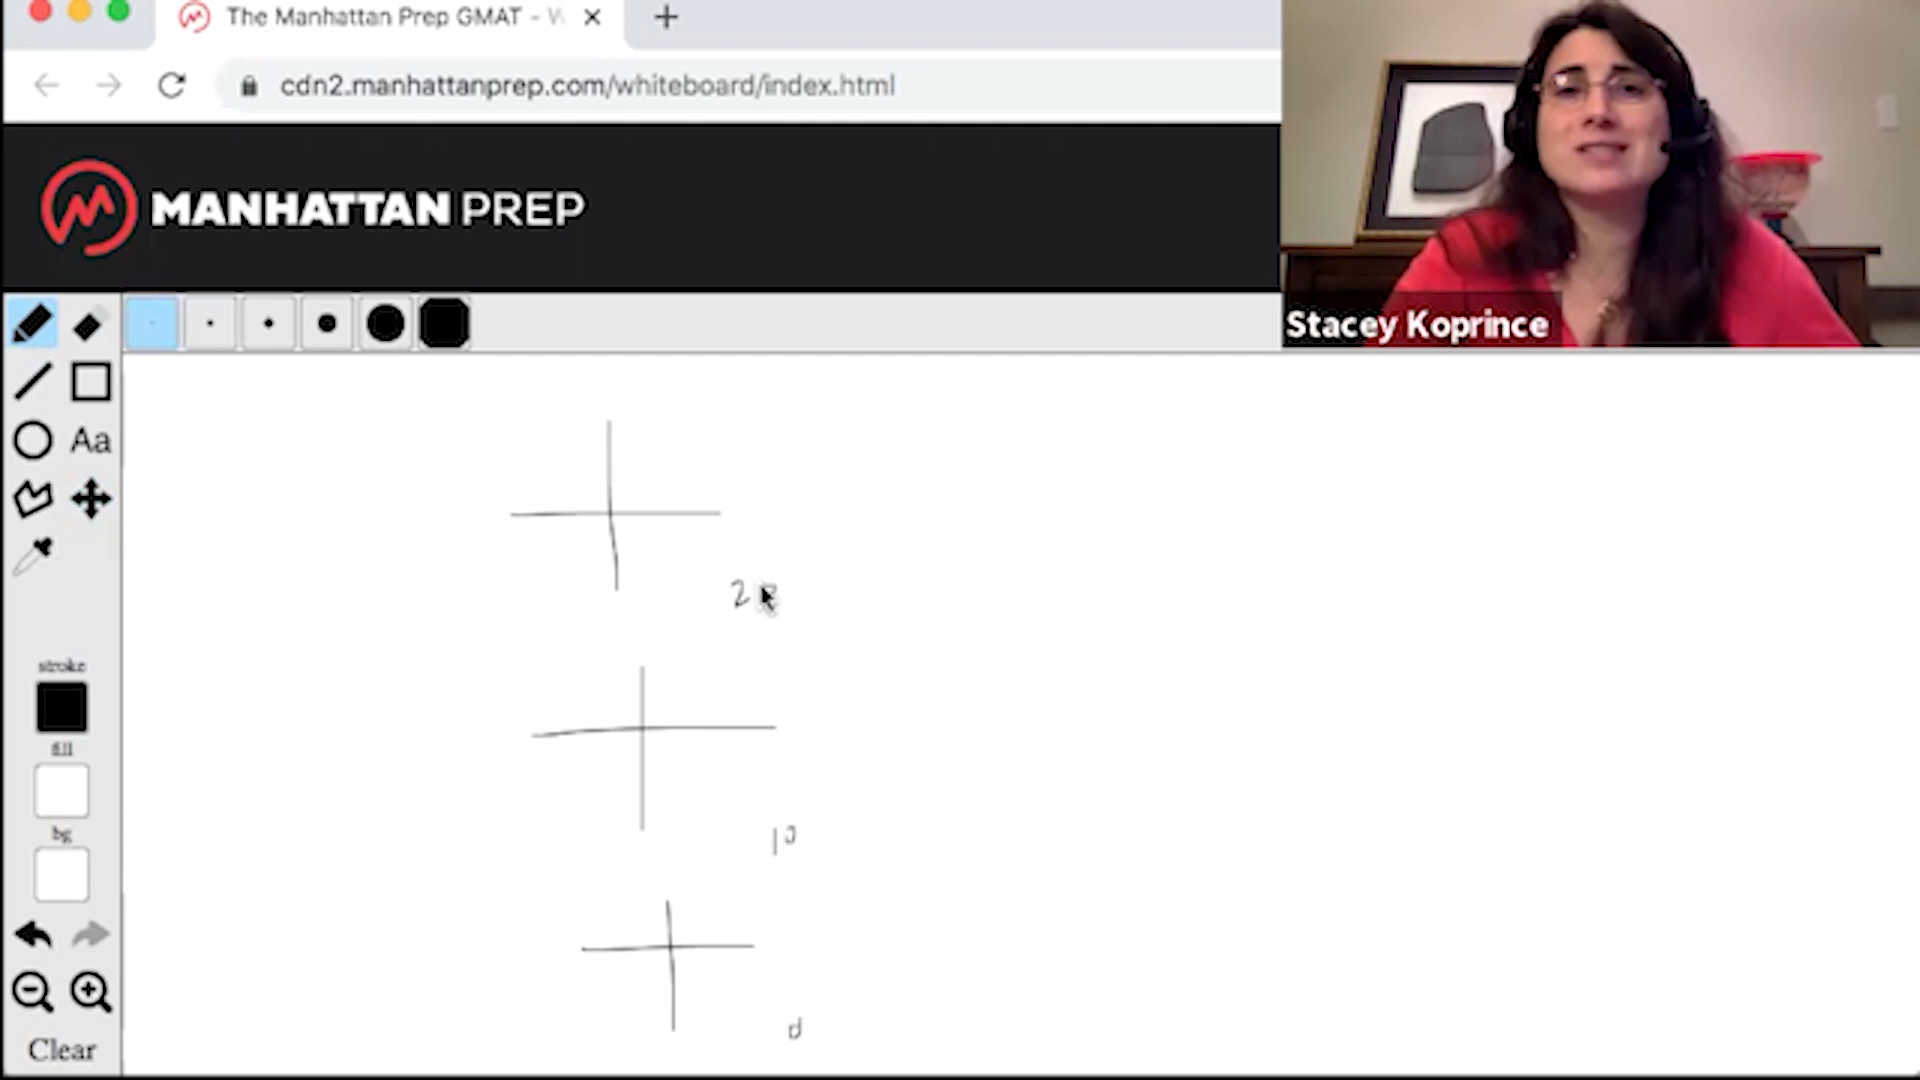 The Manhattan Prep GMAT - W
cdn2.manhattanprep.com/whiteboard/index.html
MANHATTAN PREP
Stacey Koprince
Aa
2
stroke
fill
bg
Clear